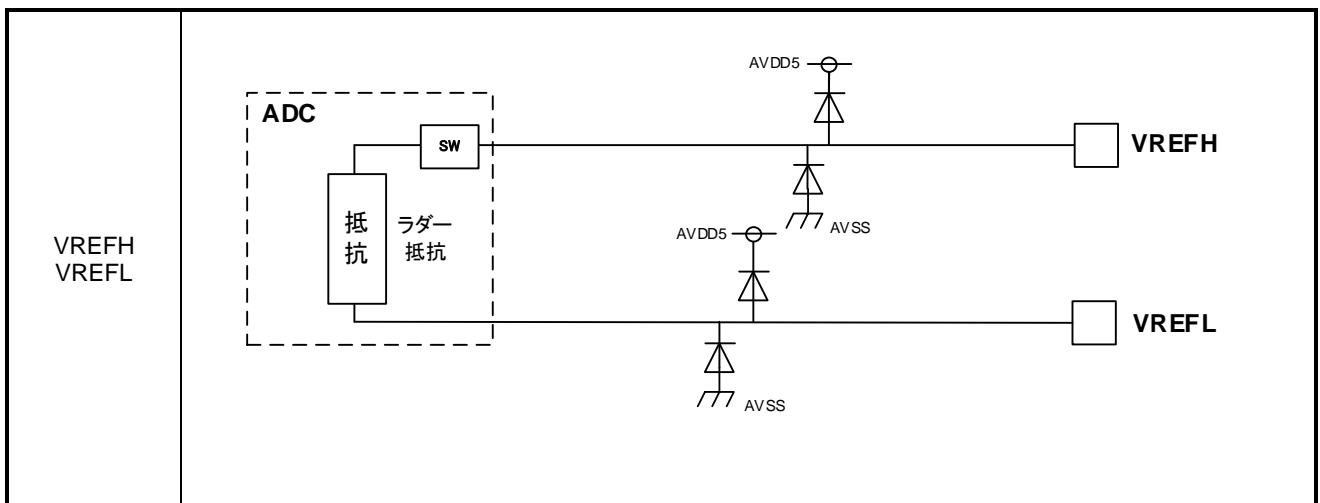 VREFH
VREFL
ADC
SW
抵
抗
ラダー
抵抗
AVDD5
AVSS
VREFH
AVDD5
AVSS
VREFL